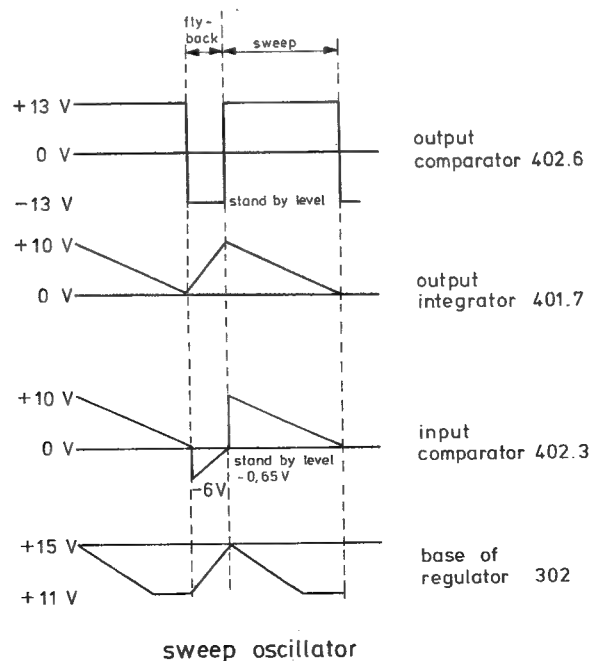 fly-
back
sweep
+13 V
0 V
-13 V
stand by level
output
comparator 402.6
+10 V
0 V
output
integrator 401.7
+10 V
0 V
-6V
stand by level
-0,65V
input
comparator 402.3
+15 V
+11 V
base of
regulator 302
sweep oscillator